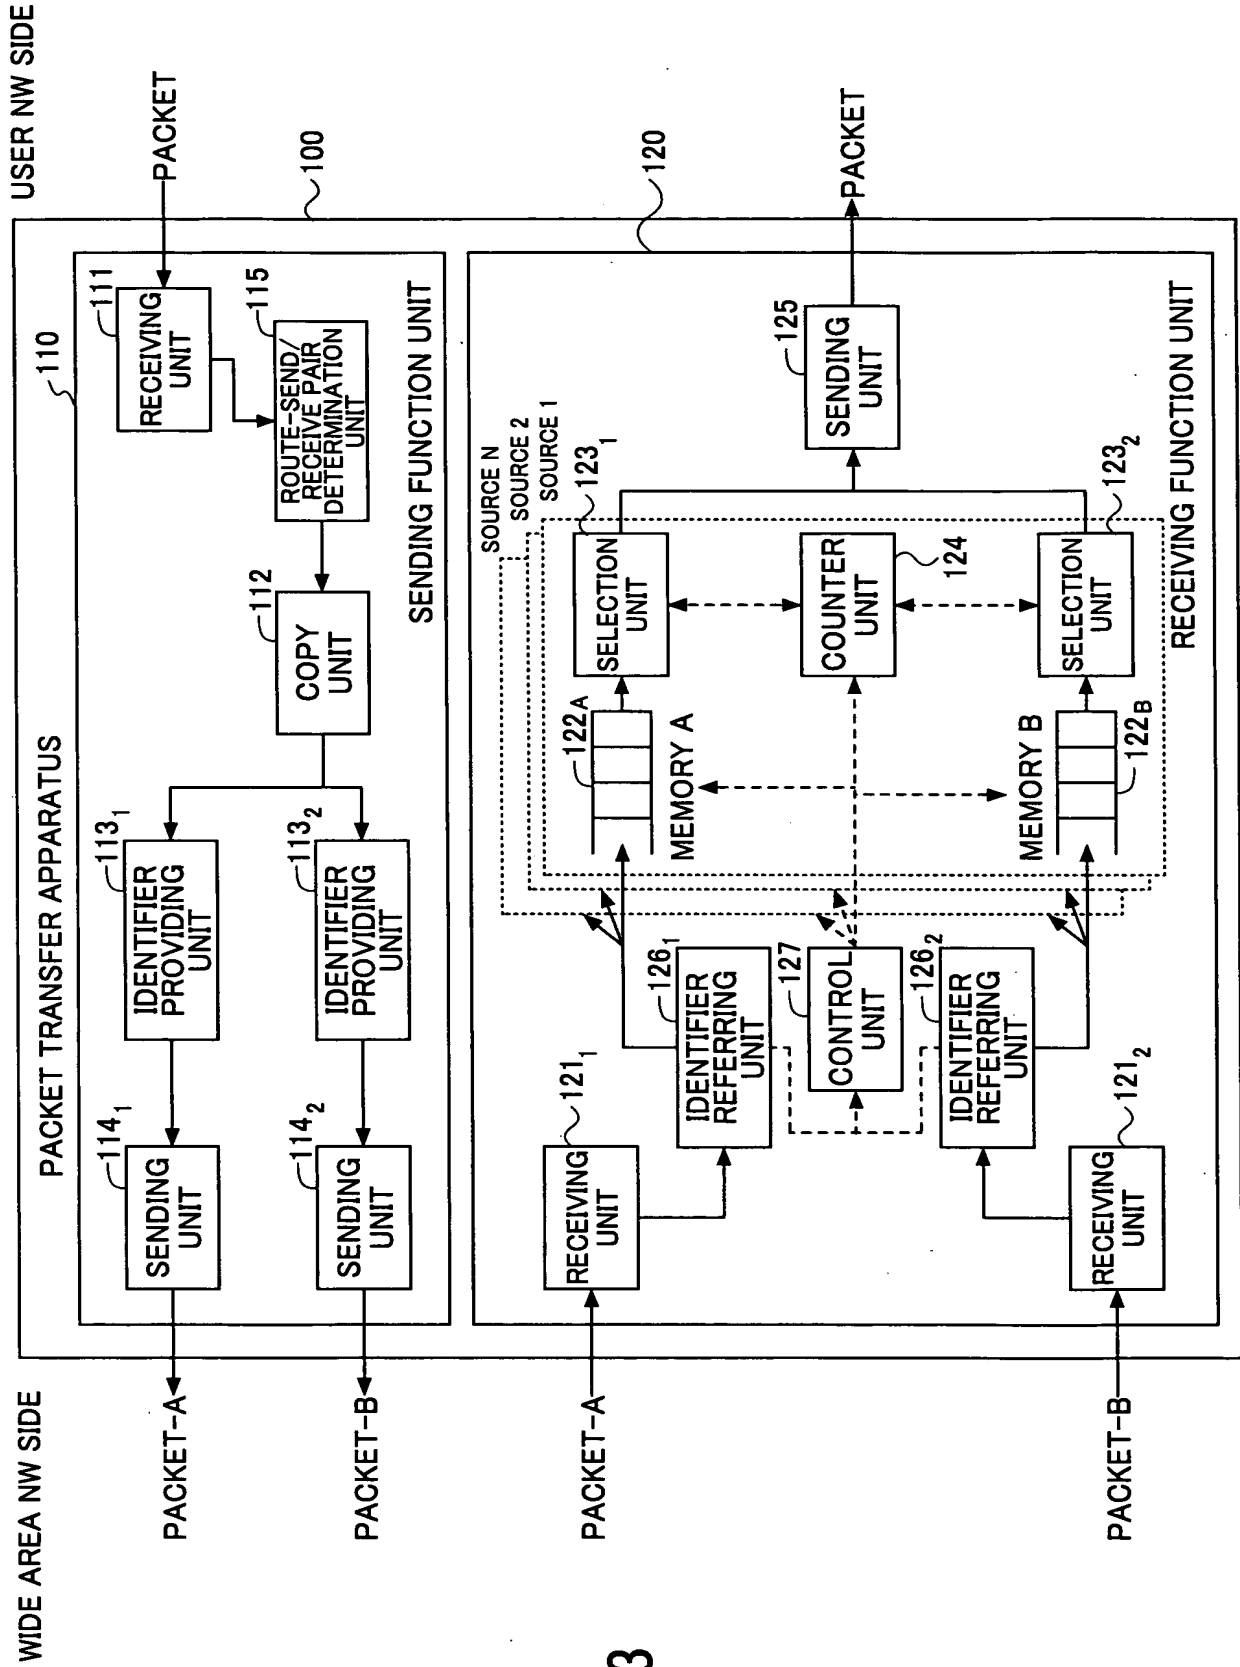 WIDE AREA NW SIDE
USER NW SIDE
PACKET TRANSFER APPARATUS
100
110
SENDING FUNCTION UNIT
PACKET
111
RECEIVING
UNIT
115
ROUTE-SEND/
RECEIVE PAIR
DETERMINATION
UNIT
112
COPY
UNIT
113₁
IDENTIFIER
PROVIDING
UNIT
113₂
IDENTIFIER
PROVIDING
UNIT
114₁
SENDING
UNIT
114₂
SENDING
UNIT
PACKET-A
PACKET-B
120
RECEIVING FUNCTION UNIT
PACKET-A
PACKET-B
121₁
RECEIVING
UNIT
121₂
RECEIVING
UNIT
126₁
IDENTIFIER
REFERRING
UNIT
127
CONTROL
UNIT
126₂
IDENTIFIER
REFERRING
UNIT
SOURCE N
SOURCE 2
SOURCE 1
122A
MEMORY A
MEMORY B
122B
123₁
SELECTION
UNIT
COUNTER
UNIT
124
123₂
SELECTION
UNIT
125
SENDING
UNIT
PACKET
3